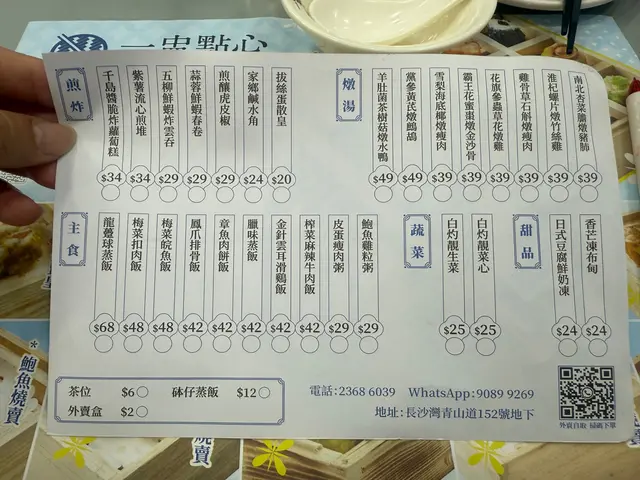 一盅點心
煎炸
千島醬脆炸蘿蔔糕 $34
紫薯流心煎堆 $34
五柳鮮蝦炸雲吞 $29
蒜蓉鮮蝦春卷 $29
煎釀虎皮椒 $29
家鄉鹹水角 $24
拔絲蛋散皇 $20
燉湯
羊肚菌茶樹菇燉水鴨 $49
黨參黃芪燉鷓鴣 $49
雪梨海底椰燉瘦肉 $39
霸王花蜜棗燉金沙骨 $39
花旗參蟲草花燉雞 $39
雞骨草石斛燉瘦肉 $39
淮杞螺片燉竹絲雞 $39
南北杏菜膽燉豬肺 $39
主食
龍躉球蒸飯 $68
梅菜扣肉飯 $48
梅菜皖魚飯 $48
鳳爪排骨飯 $42
章魚肉餅飯 $42
臘味蒸飯 $42
金針雲耳滑鷄飯 $42
榨菜麻辣牛肉飯 $42
皮蛋瘦肉粥 $29
鮑魚雞粒粥 $29
蔬菜
白灼靚生菜 $25
白灼靚菜心 $25
甜品
日式豆腐鮮奶凍 $24
香芒凍布甸 $24
茶位 $6
砵仔蒸飯 $12
外賣盒 $2
電話:2368 6039 WhatsApp:9089 9269
地址:長沙灣青山道152號地下
外賣自取 掃碼下單
*鮑魚燒賣
燒賣